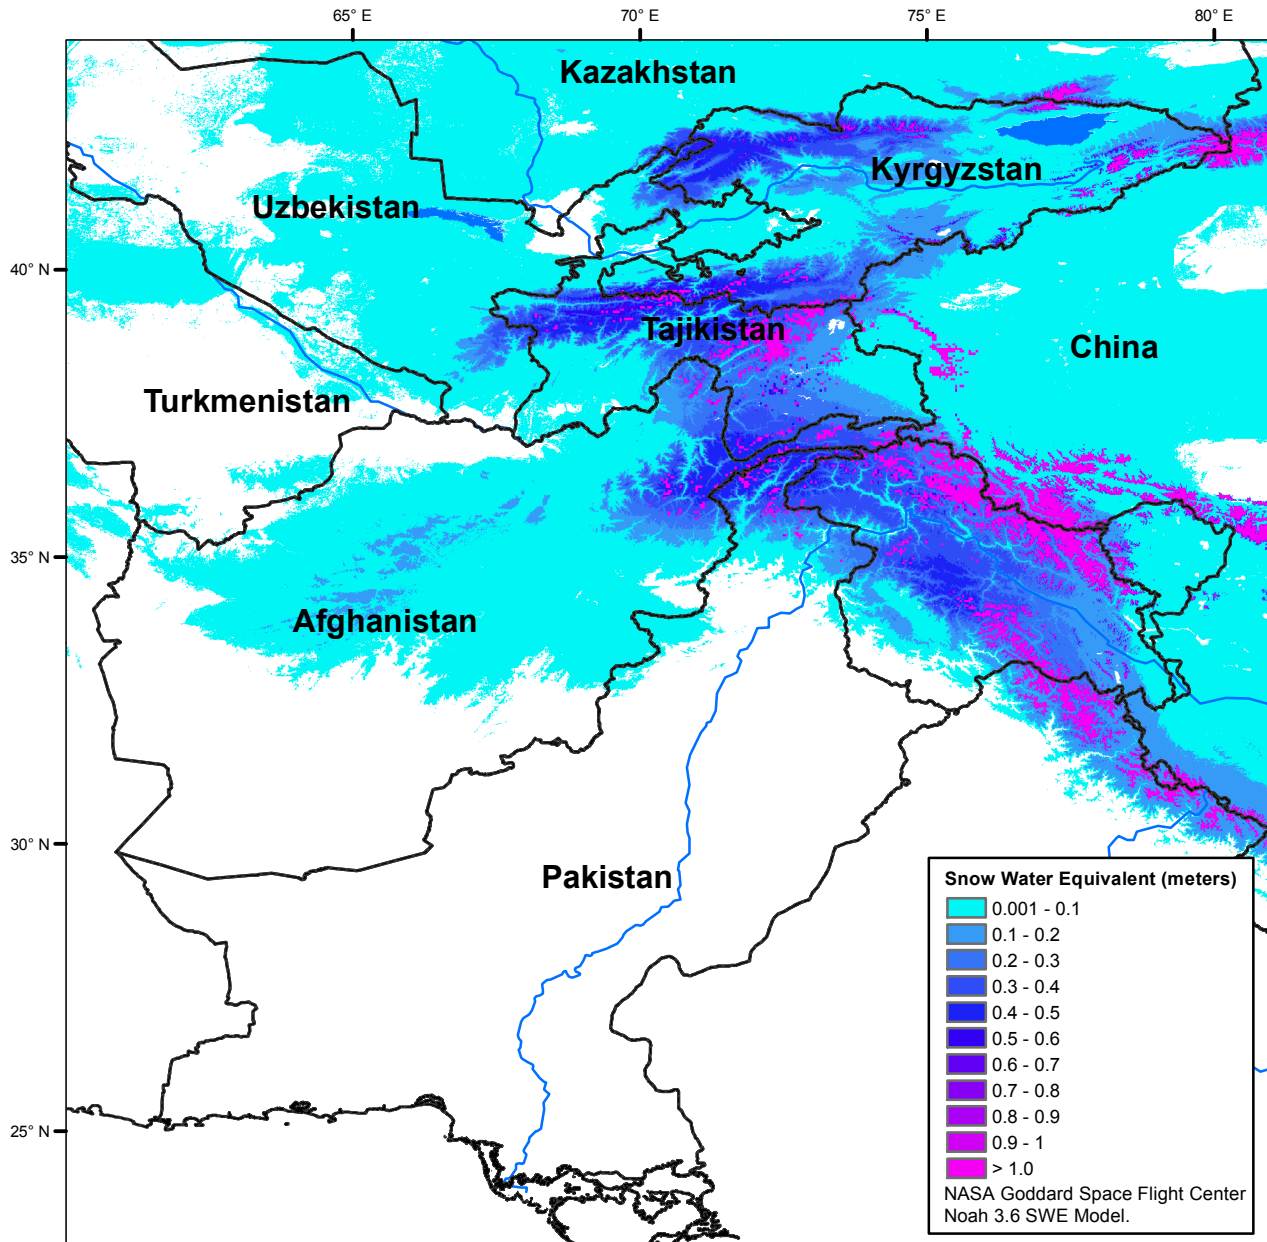 65° E
70° E
75° E
80° E
Kazakhstan
Kyrgyzstan
Uzbekistan
40° N
Tajikistan
China
Turkmenistan
35° N
Afghanistan
30° N
Pakistan
25° N
Snow Water Equivalent (meters)
0.001 - 0.1
0.1 - 0.2
0.2 - 0.3
0.3 - 0.4
0.4 - 0.5
0.5 - 0.6
0.6 - 0.7
0.7 - 0.8
0.8 - 0.9
0.9 - 1
> 1.0
NASA Goddard Space Flight Center
Noah 3.6 SWE Model.